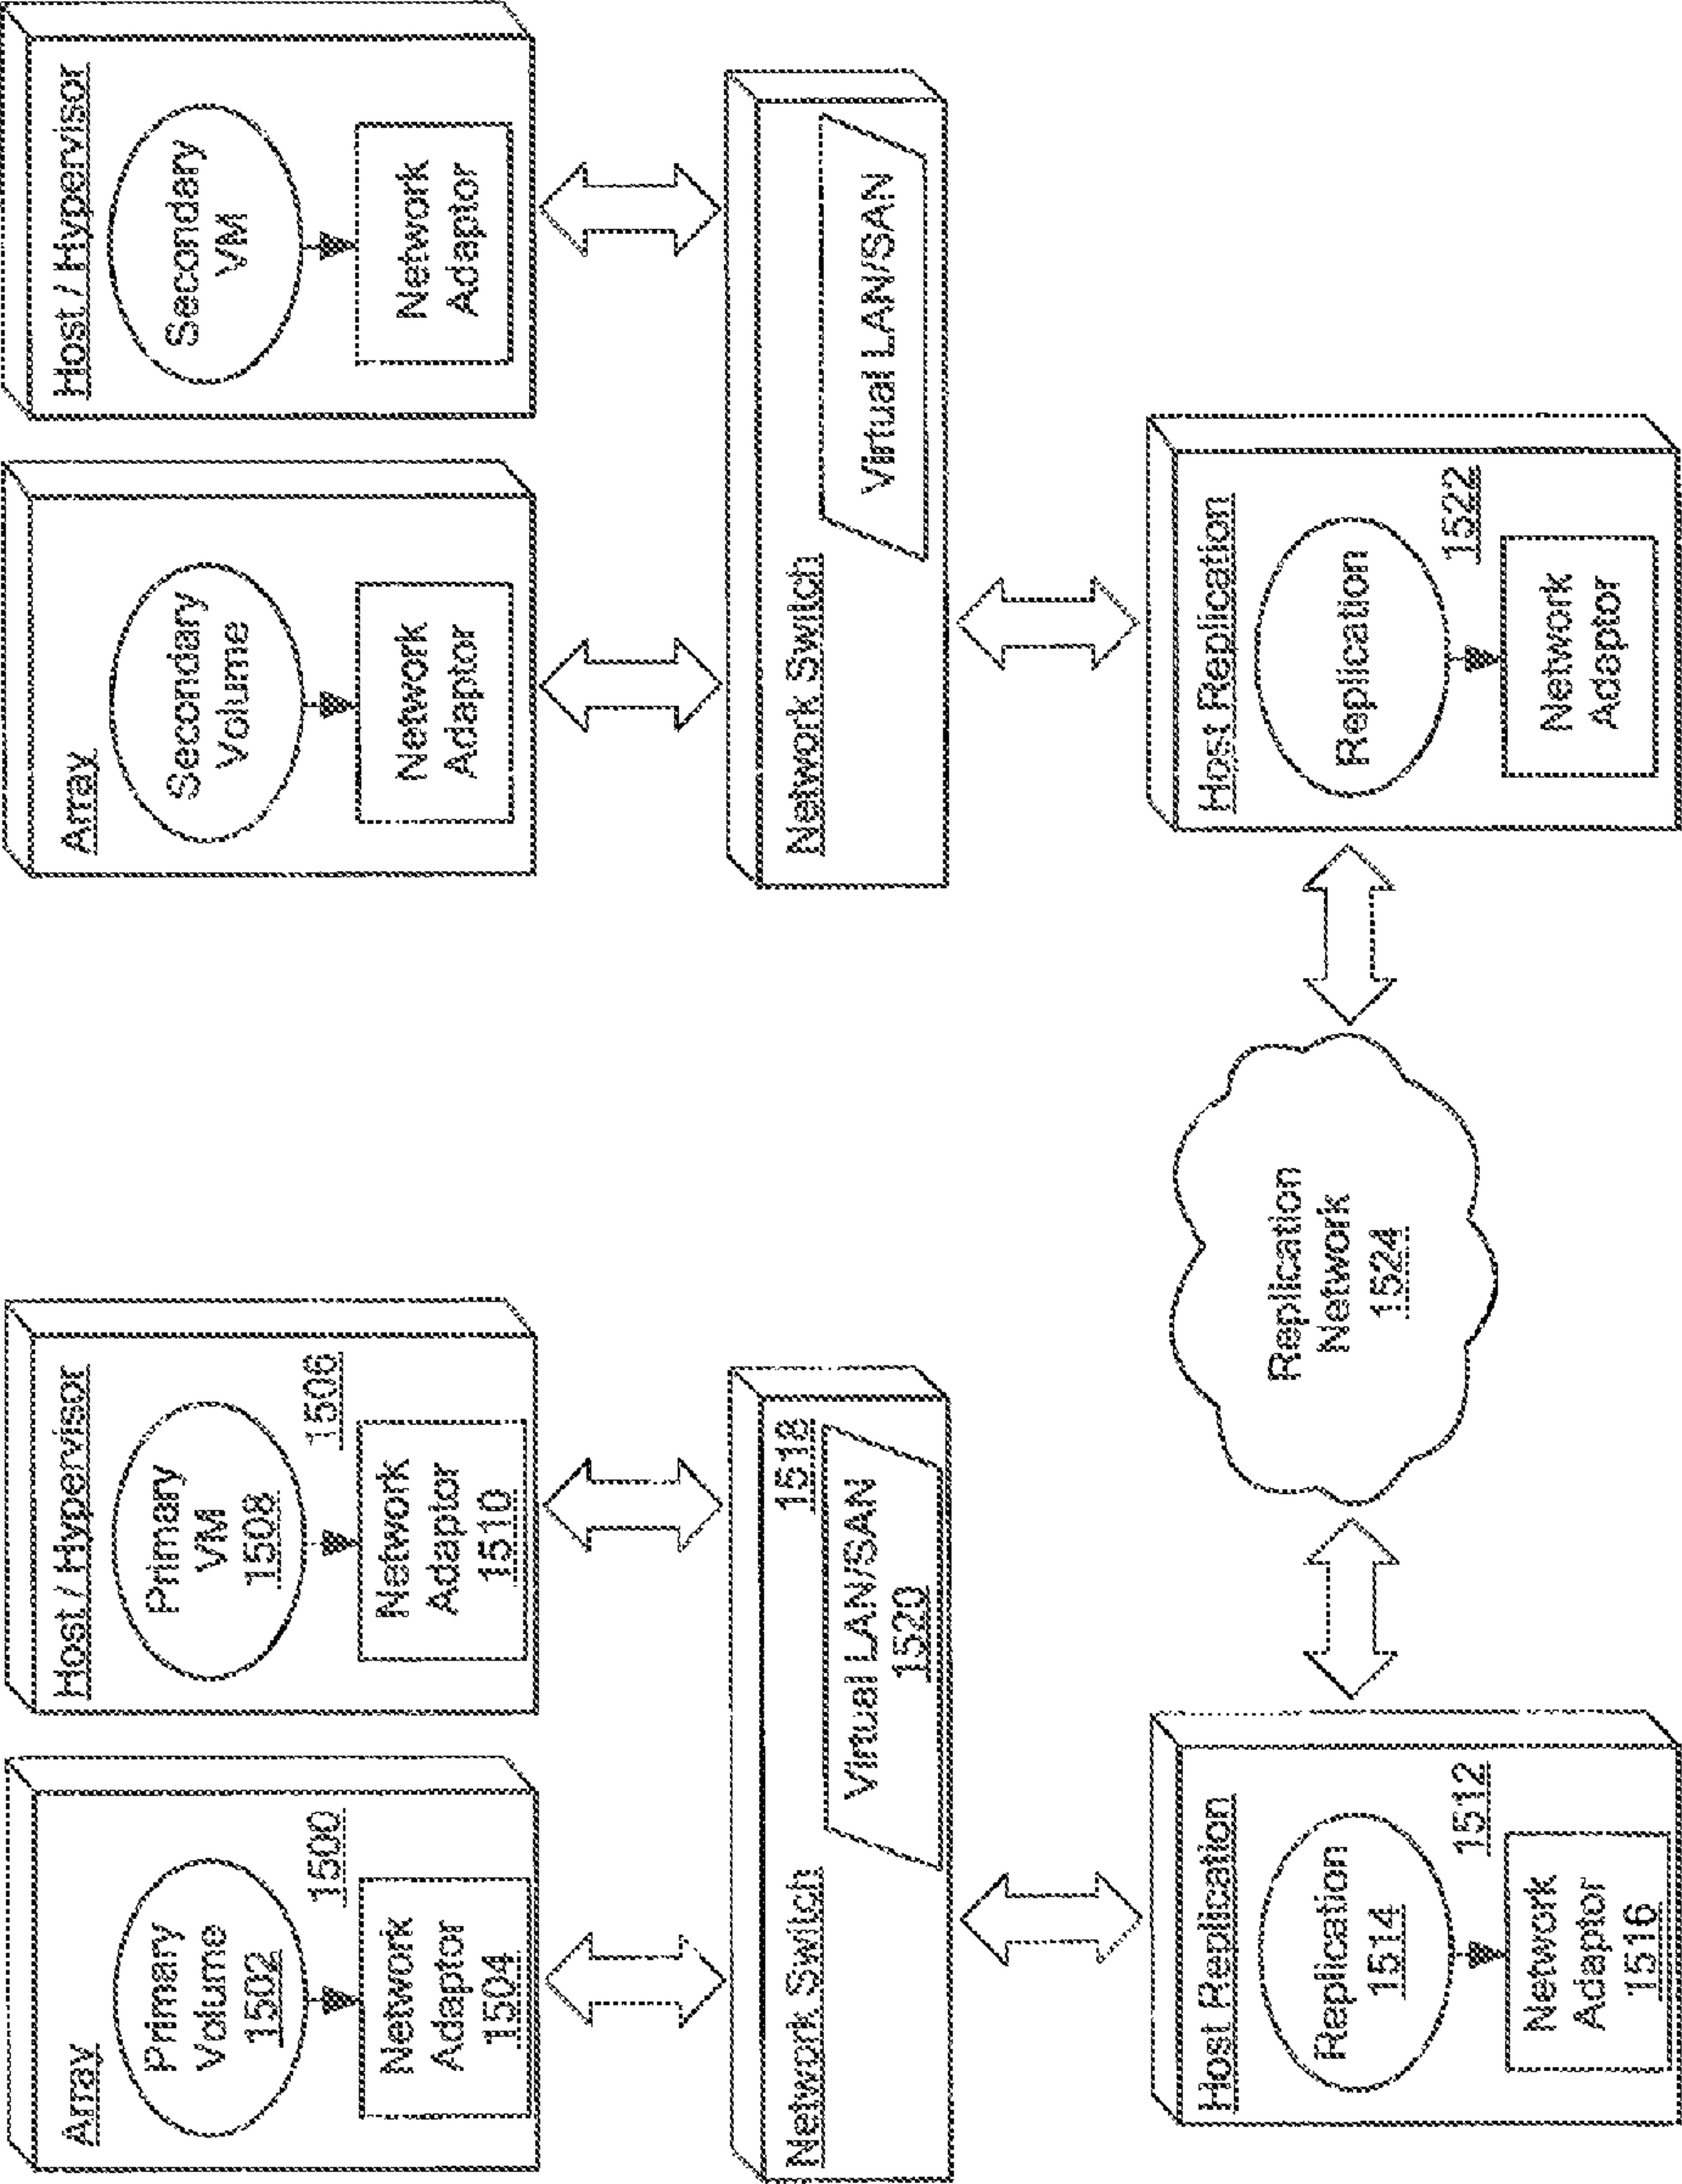 Array
Primary
Volume
1502
1500
Network
Adaptor
1504
Host / Hypervisor
Primary
VM
1508
1506
Network
Adaptor
1510
Array
Secondary
Volume
Network
Adaptor
Host / Hypervisor
Secondary
VM
Network
Adaptor
Network Switch
1518
Virtual LAN/SAN
1520
Network Switch
Virtual LAN/SAN
Host Replication
Replication
1514
1512
Network
Adaptor
1516
Replication
Network
1524
Host Replication
Replication
1522
Network
Adaptor